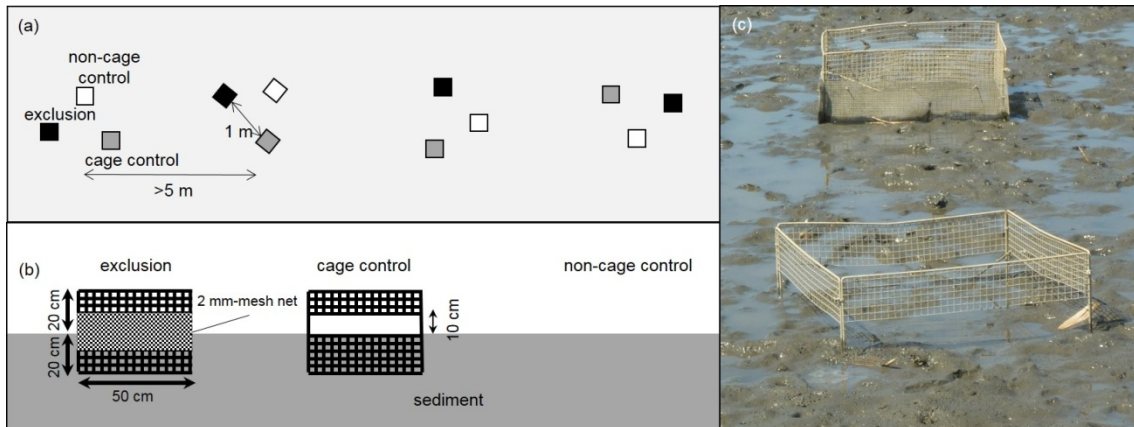 (a)
non-cage
control
exclusion
cage control
1 m
>5 m
(b)
exclusion
cage control
non-cage control
2 mm-mesh net
20 cm
20 cm
10 cm
50 cm
sediment
(c)